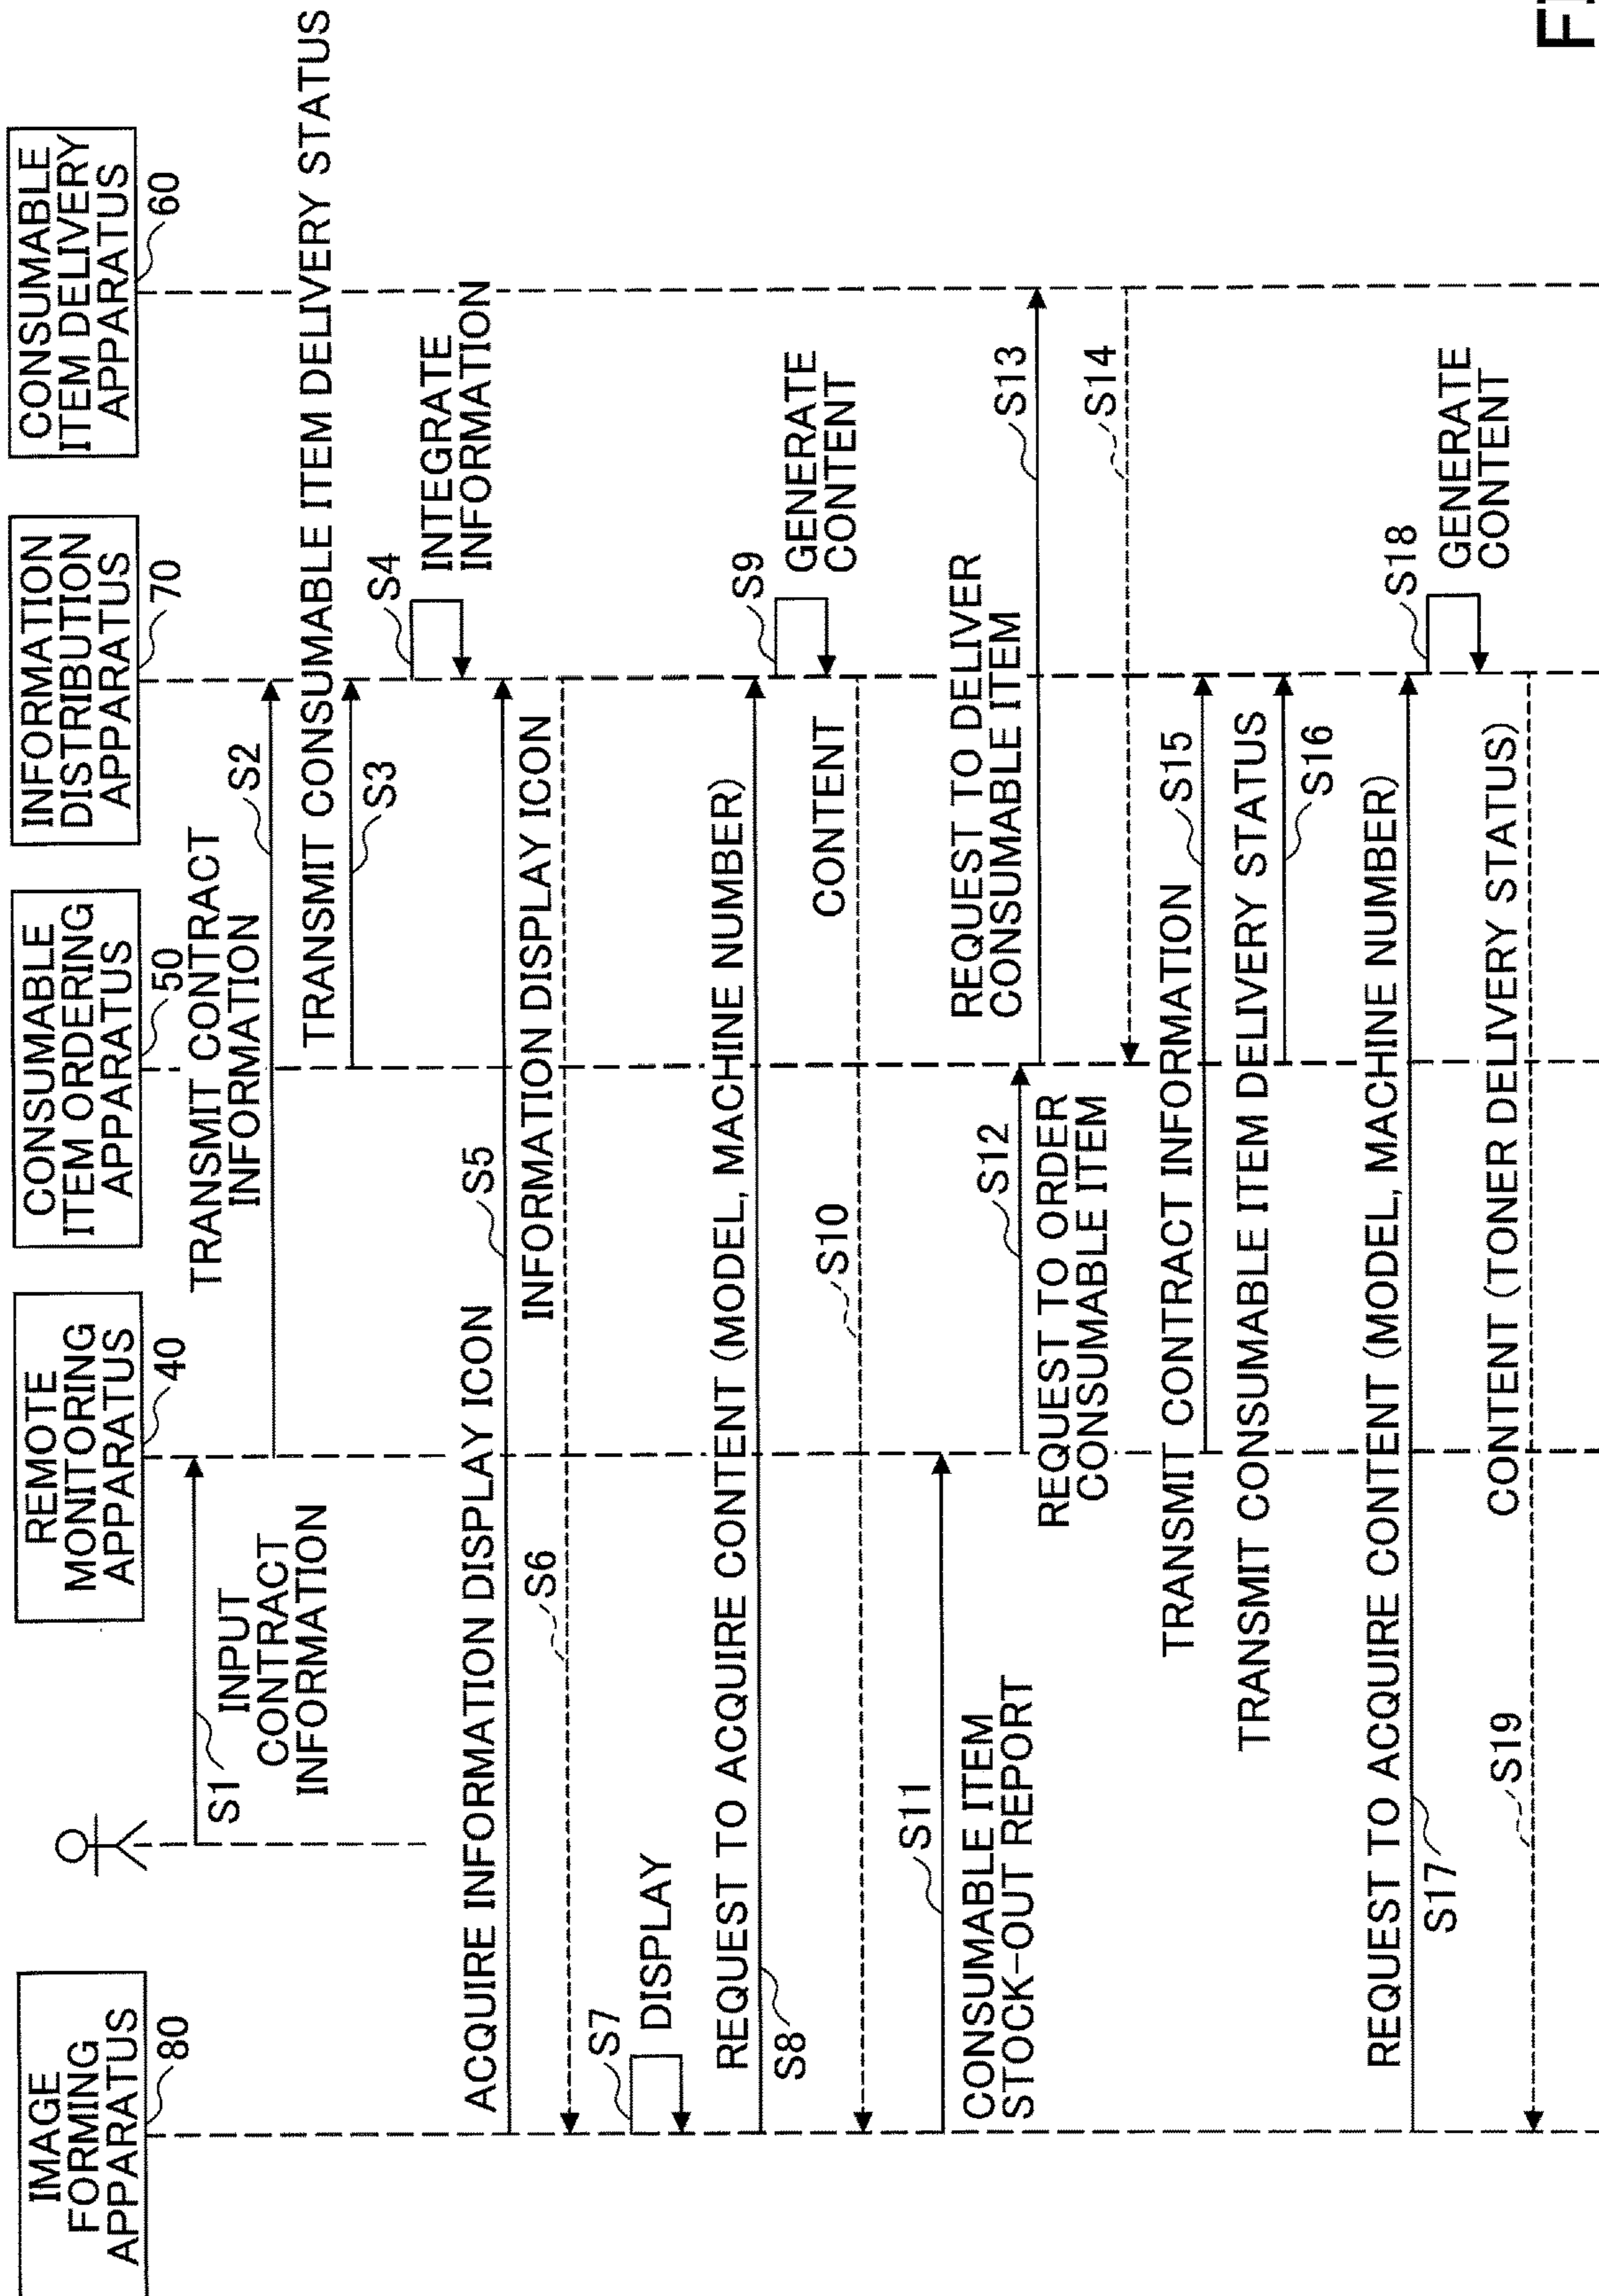 IMAGE
FORMING
APPARATUS
80
REMOTE
MONITORING
APPARATUS
40
CONSUMABLE
ITEM ORDERING
APPARATUS
50
INFORMATION
DISTRIBUTION
APPARATUS
70
CONSUMABLE
ITEM DELIVERY
APPARATUS
60
S1
INPUT
CONTRACT
INFORMATION
TRANSMIT CONTRACT
INFORMATION
S2
TRANSMIT CONSUMABLE ITEM DELIVERY STATUS
S3
S4
INTEGRATE
INFORMATION
ACQUIRE INFORMATION DISPLAY ICON
S5
INFORMATION DISPLAY ICON
S6
S7
DISPLAY
REQUEST TO ACQUIRE CONTENT (MODEL, MACHINE NUMBER)
S8
S9
GENERATE
CONTENT
CONTENT
S10
S11
CONSUMABLE ITEM
STOCK-OUT REPORT
S12
REQUEST TO ORDER
CONSUMABLE ITEM
REQUEST TO DELIVER
CONSUMABLE ITEM
S13
S14
TRANSMIT CONTRACT INFORMATION
S15
TRANSMIT CONSUMABLE ITEM DELIVERY STATUS
S16
REQUEST TO ACQUIRE CONTENT (MODEL, MACHINE NUMBER)
S17
S18
GENERATE
CONTENT
CONTENT (TONER DELIVERY STATUS)
S19